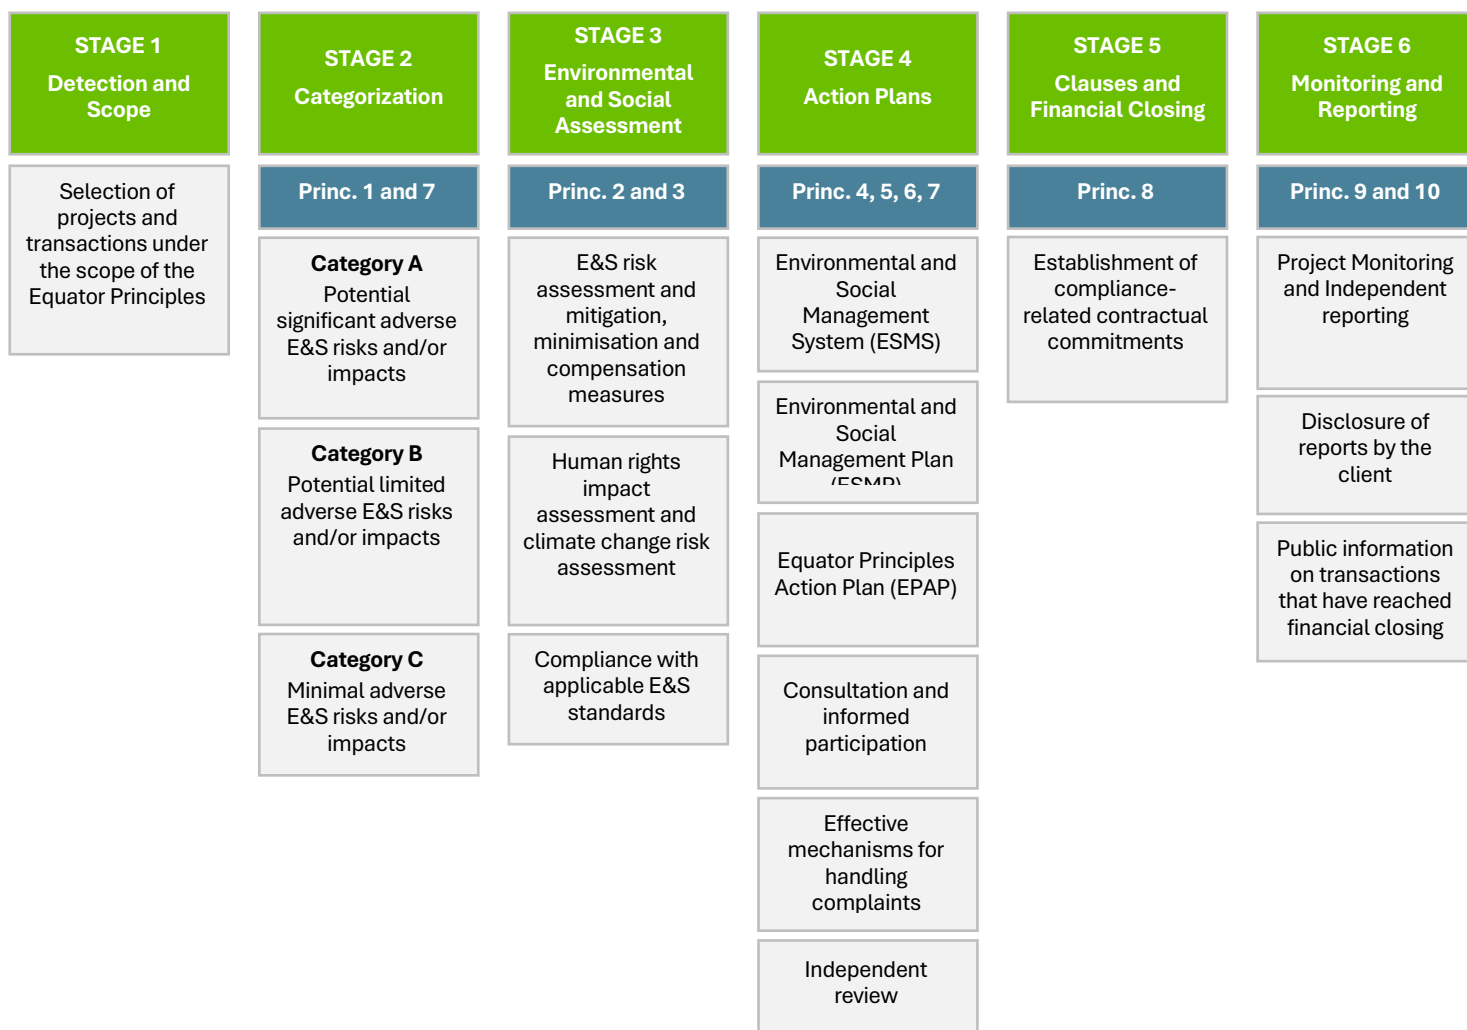 STAGE 1
Detection and
Scope
Selection of
projects and
transactions under
the scope of the
Equator Principles
STAGE 2
Categorization
Princ. 1 and 7
Category A
Potential
significant adverse
E&S risks and/or
impacts
Category B
Potential limited
adverse E&S risks
and/or impacts
Category C
Minimal adverse
E&S risks and/or
impacts
STAGE 3
Environmental
and Social
Assessment
Princ. 2 and 3
E&S risk
assessment and
mitigation,
minimisation and
compensation
measures
Human rights
impact
assessment and
climate change risk
assessment
Compliance with
applicable E&S
standards
STAGE 4
Action Plans
Princ. 4, 5, 6, 7
Environmental and
Social
Management
System (ESMS)
Environmental and
Social
Management Plan
(ESMP)
Equator Principles
Action Plan (EPAP)
Consultation and
informed
participation
Effective
mechanisms for
handling
complaints
Independent
review
STAGE 5
Clauses and
Financial Closing
Princ. 8
Establishment of
compliance-
related contractual
commitments
STAGE 6
Monitoring and
Reporting
Princ. 9 and 10
Project Monitoring
and Independent
reporting
Disclosure of
reports by the
client
Public information
on transactions
that have reached
financial closing